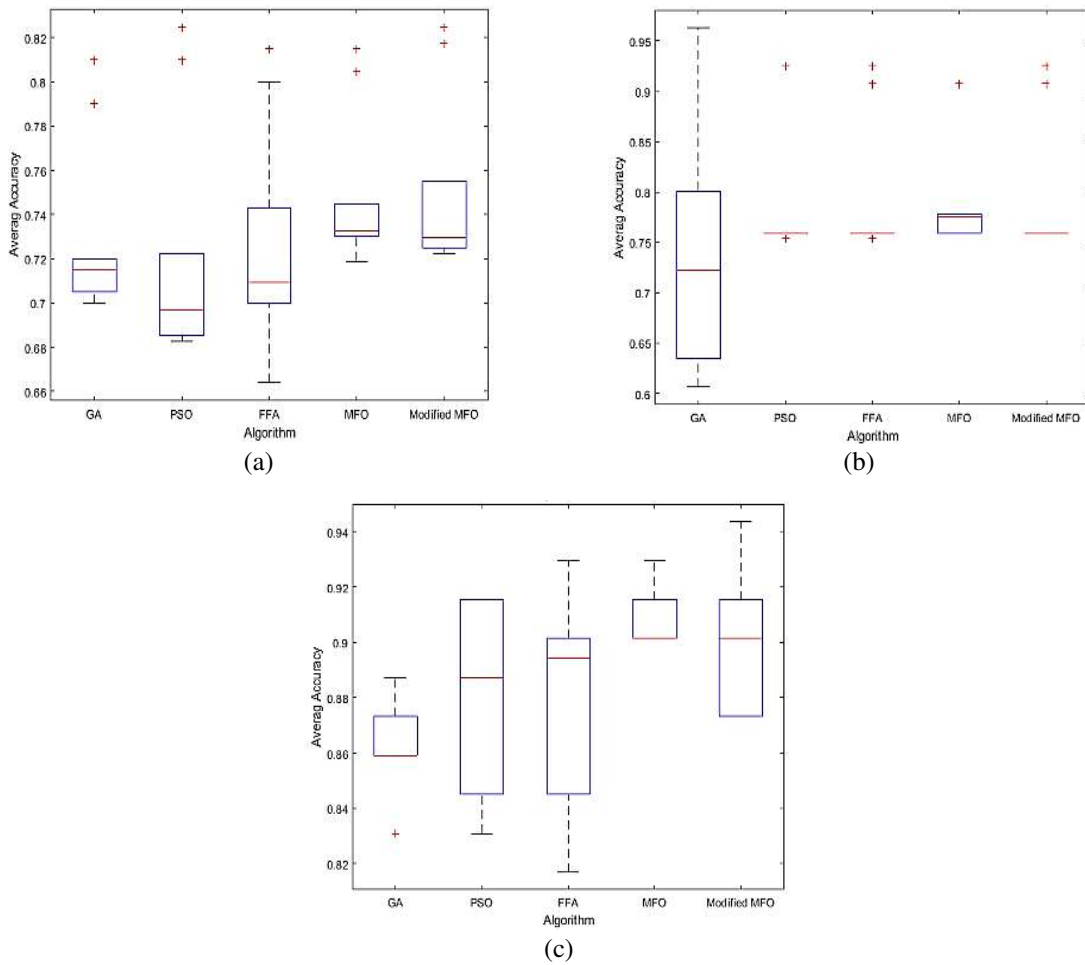 0.82
0.8
0.78
0.76
0.74
0.72
0.7
0.68
0.66
Averag Accuracy
GA PSO FFA MFO Modified MFO
Algorithm
(a)
0.95
0.9
0.85
0.8
0.75
0.7
0.65
0.6
Averag Accuracy
GA PSO FFA MFO Modified MFO
Algorithm
(b)
0.94
0.92
0.9
0.88
0.86
0.84
0.82
Averag Accuracy
GA PSO FFA MFO Modified MFO
Algorithm
(c)